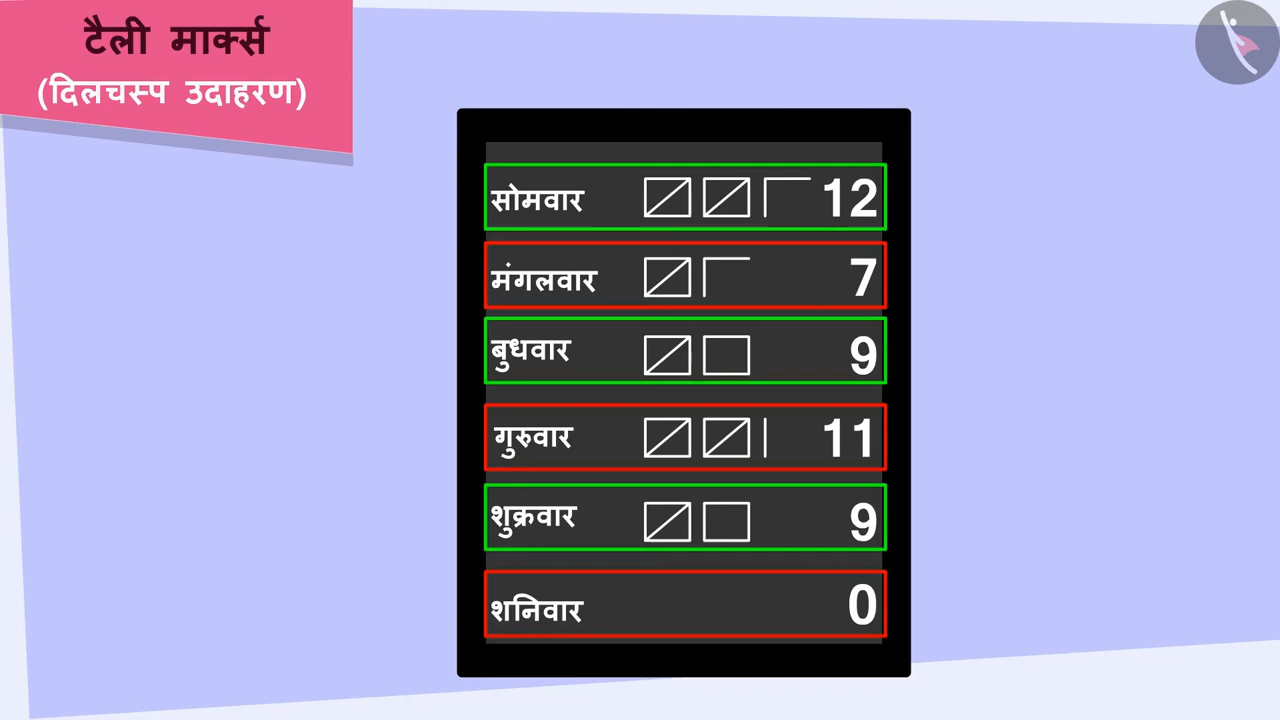 टैली मार्क्स
(दिलचस्प उदाहरण)
सोमवार 12
मंगलवार 7
बुधवार 9
गुरुवार 11
शुक्रवार 9
शनिवार 0